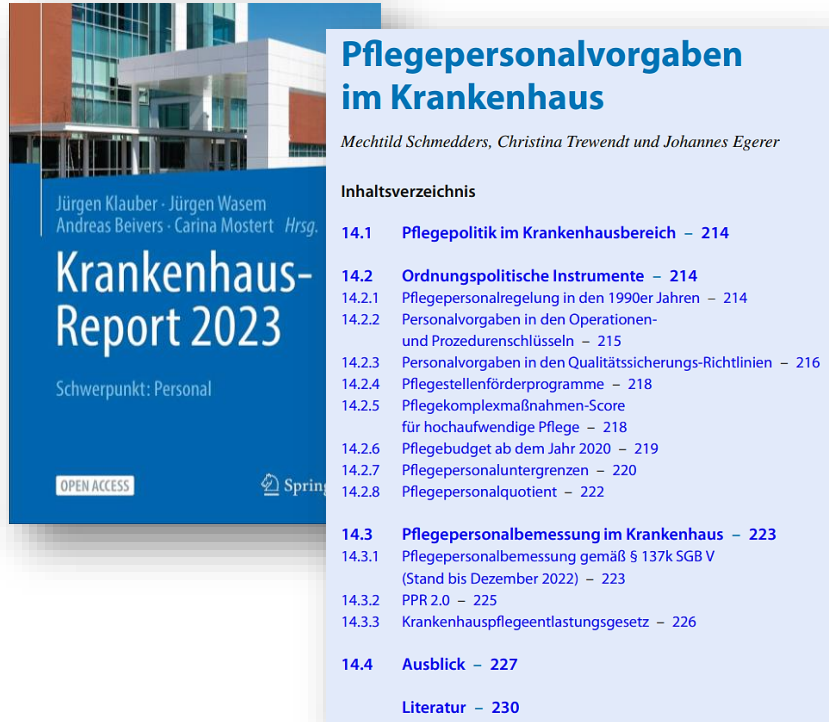 Jürgen Klauber · Jürgen Wasem
Andreas Beivers · Carina Mostert Hrsg.
Krankenhaus-
Report 2023
Schwerpunkt: Personal
OPEN ACCESS
Pflegepersonalvorgaben
im Krankenhaus
Mechtild Schmedders, Christina Trewendt und Johannes Egerer
Inhaltsverzeichnis
14.1 Pflegepolitik im Krankenhausbereich – 214
14.2 Ordnungspolitische Instrumente – 214
14.2.1 Pflegepersonalregelung in den 1990er Jahren – 214
14.2.2 Personalvorgaben in den Operationen-
und Prozedurenschlüsseln – 215
14.2.3 Personalvorgaben in den Qualitätssicherungs-Richtlinien – 216
14.2.4 Pflegestellenförderprogramme – 218
14.2.5 Pflegekomplexmaßnahmen-Score
für hochaufwendige Pflege – 218
14.2.6 Pflegebudget ab dem Jahr 2020 – 219
14.2.7 Pflegepersonaluntergrenzen – 220
14.2.8 Pflegepersonalquotient – 222
14.3 Pflegepersonalbemessung im Krankenhaus – 223
14.3.1 Pflegepersonalbemessung gemäß § 137k SGB V
(Stand bis Dezember 2022) – 223
14.3.2 PPR 2.0 – 225
14.3.3 Krankenhauspflegeentlastungsgesetz – 226
14.4 Ausblick – 227
Literatur – 230